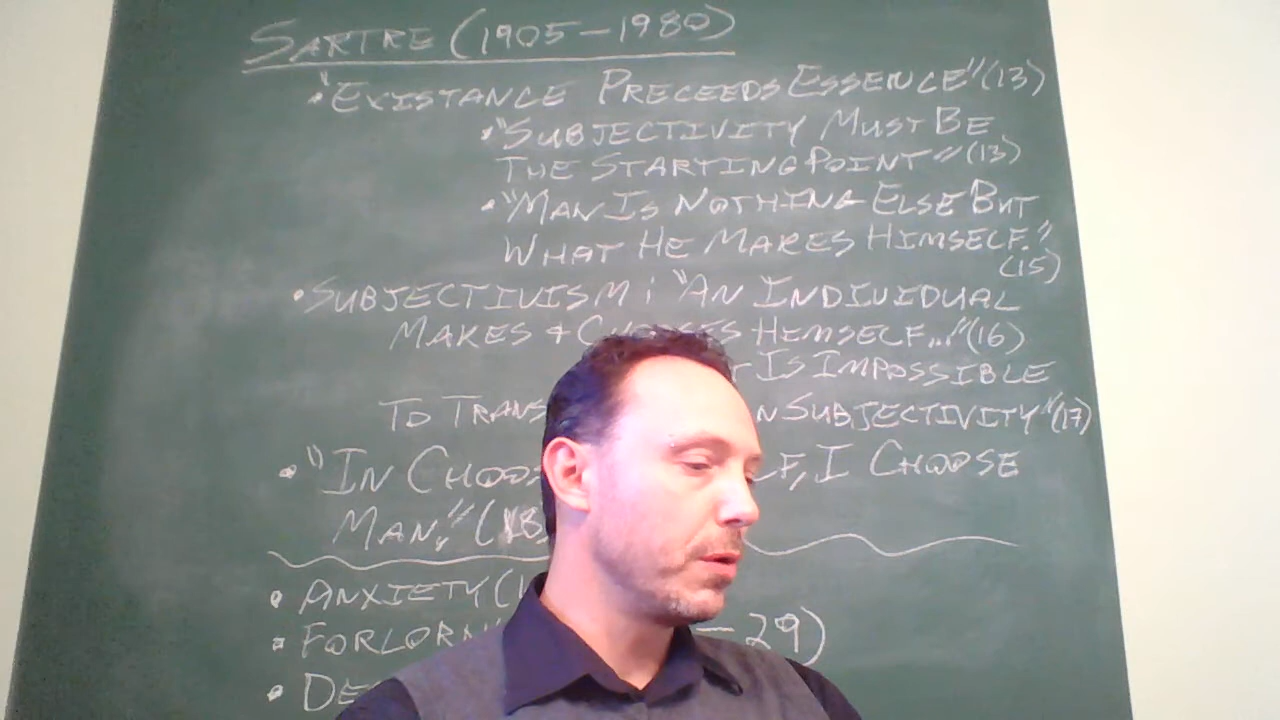 SARTRE (1905-1980)
• "EXISTANCE PRECEEDS ESSENCE" (13)
• "SUBJECTIVITY MUST BE
THE STARTING POINT" (13)
• "MAN IS NOTHING ELSE BUT
WHAT HE MAKES HIMSELF."
(15)
• SUBJECTIVISM: "AN INDIVIDUAL
MAKES & CHOOSES HIMSELF..." (16)
IS IMPOSSIBLE
TO SUBJECTIVITY" (17)
• "IN I CHOOSE
MAN." (18
• ANXIETY (
• - 29)
•